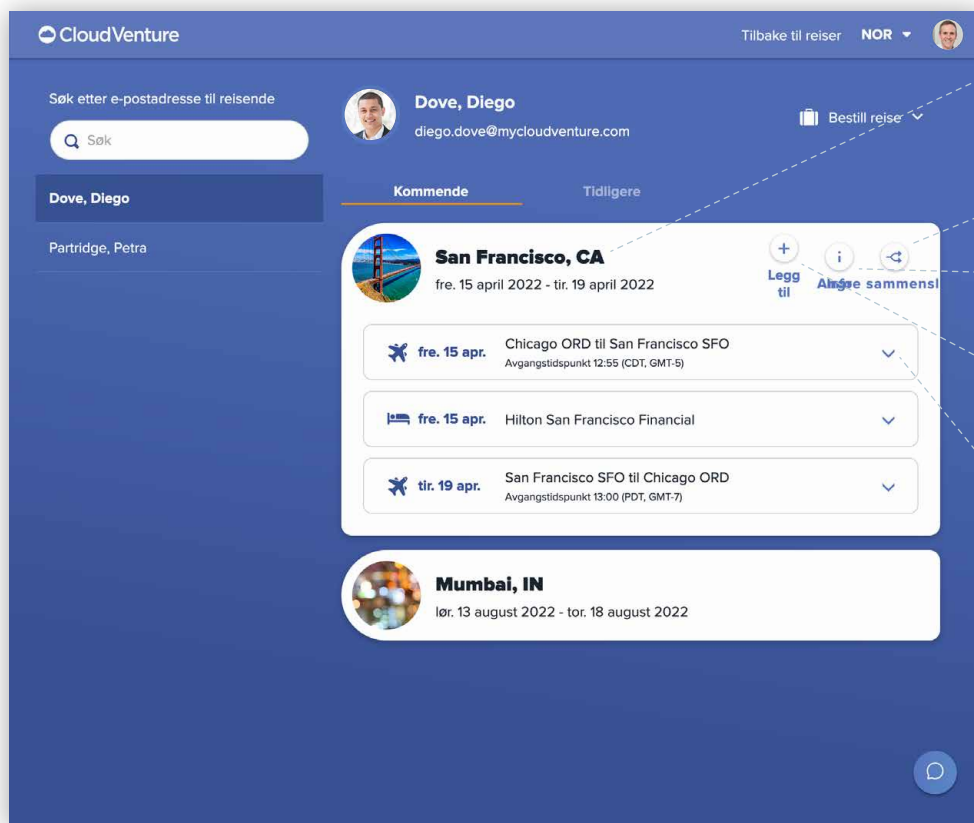 CloudVenture
Tilbake til reiser NOR
Søk etter e-postadresse til reisende
Søk
Dove, Diego
Partridge, Petra
Dove, Diego
diego.dove@mycloudventure.com
Bestill reise
Kommende Tidligere
San Francisco, CA
fre. 15 april 2022 - tir. 19 april 2022
Legg
til
sammensl
fre. 15 apr.
Chicago ORD til San Francisco SFO
Avgangstidspunkt 12:55 (CDT, GMT-5)
fre. 15 apr. Hilton San Francisco Financial
tir. 19 apr.
San Francisco SFO til Chicago ORD
Avgangstidspunkt 13:00 (PDT, GMT-7)
Mumbai, IN
lør. 13 august 2022 - tor. 18 august 2022